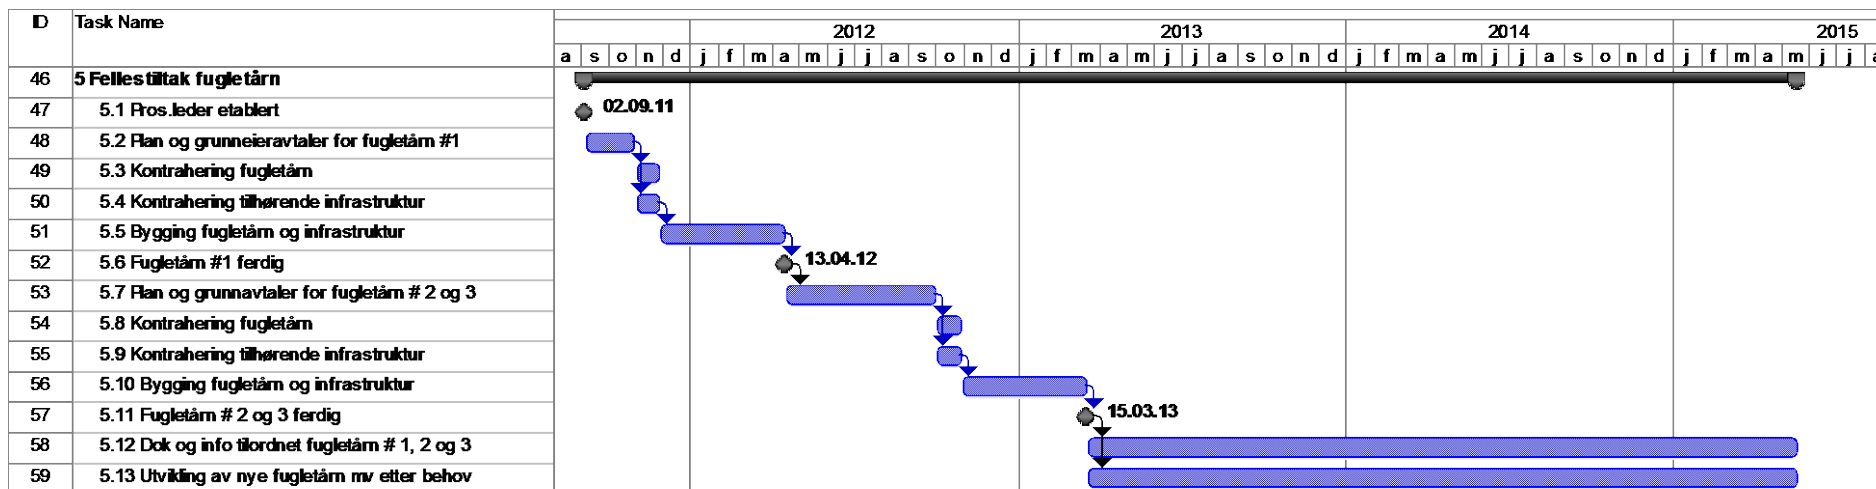 ID Task Name
2012 2013 2014 2015
a s o n d j f m a m j j a s o n d j f m a m j j a s o n d j f m a m j j a s o n d j f m a m j j a
46 5 Fellestiltak fugletårn
47 5.1 Pros.leder etablert 02.09.11
48 5.2 Plan og grunneieravtaler for fugletårn #1
49 5.3 Kontrahering fugletårn
50 5.4 Kontrahering tilhørende infrastruktur
51 5.5 Bygging fugletårn og infrastruktur
52 5.6 Fugletårn #1 ferdig 13.04.12
53 5.7 Plan og grunnavtaler for fugletårn # 2 og 3
54 5.8 Kontrahering fugletårn
55 5.9 Kontrahering tilhørende infrastruktur
56 5.10 Bygging fugletårn og infrastruktur
57 5.11 Fugletårn # 2 og 3 ferdig 15.03.13
58 5.12 Dok og info tilordnet fugletårn # 1, 2 og 3
59 5.13 Utvikling av nye fugletårn mv etter behov